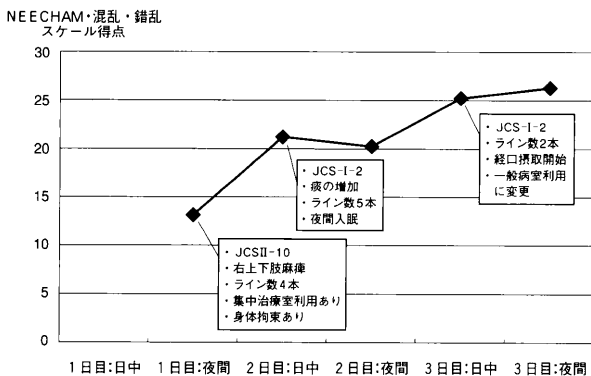 NEECHAM・混乱・錯乱
スケール得点
30
25
20
15
10
5
0
・JCSⅡ-10
・右上下肢麻痺
・ライン数4本
・集中治療室利用あり
・身体拘束あり
・JCS-Ⅰ-2
・痰の増加
・ライン数5本
・夜間入眠
・JCS-Ⅰ-2
・ライン数2本
・経口摂取開始
・一般病室利用
に変更
1日目:日中 1日目:夜間 2日目:日中 2日目:夜間 3日目:日中 3日目:夜間